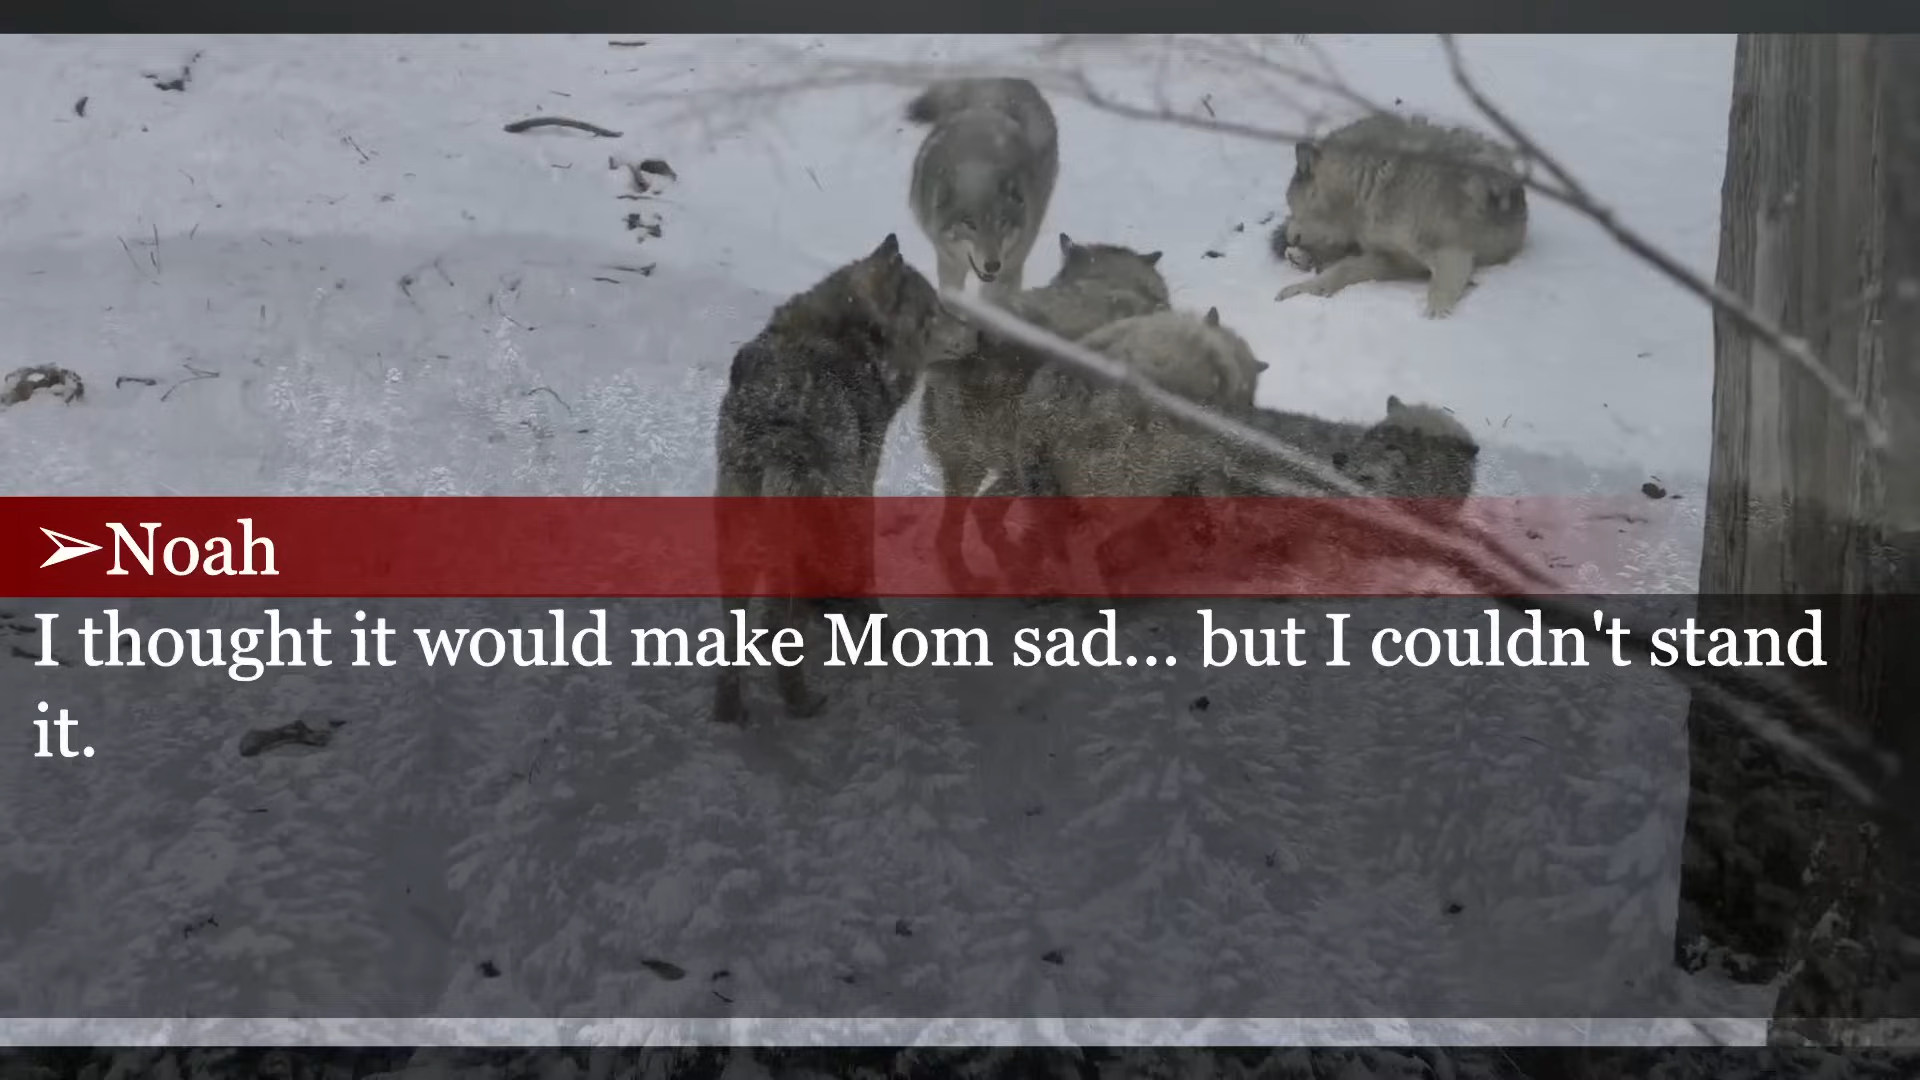 ➢Noah
I thought it would make Mom sad... but I couldn't stand
it.